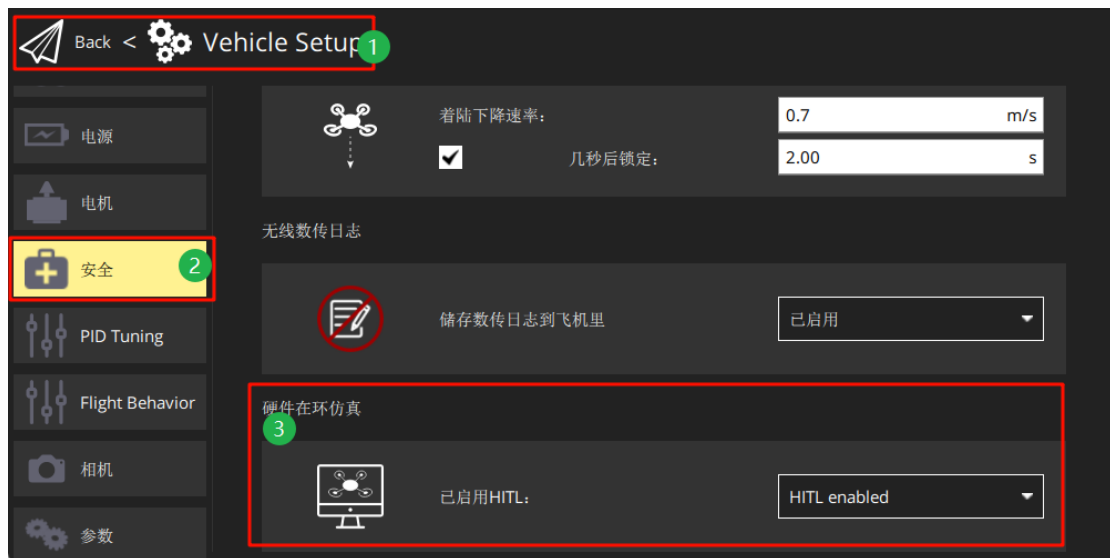 Back < Vehicle Setup
1
着陆下降速率：
0.7 m/s
电源
几秒后锁定：
2.00 s
电机
无线数传日志
安全
2
储存数传日志到飞机里
已启用
PID Tuning
Flight Behavior
硬件在环仿真
3
相机
已启用HITL：
HITL enabled
参数